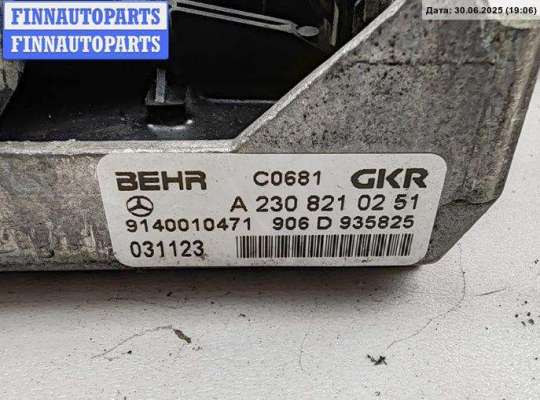 FINNAUTOPARTS
FINNAUTOPARTS
Дата: 30.06.2025 (19:06)
BEHR C0681 GKR
A 230 821 02 51
9140010471 906 D 935825
031123